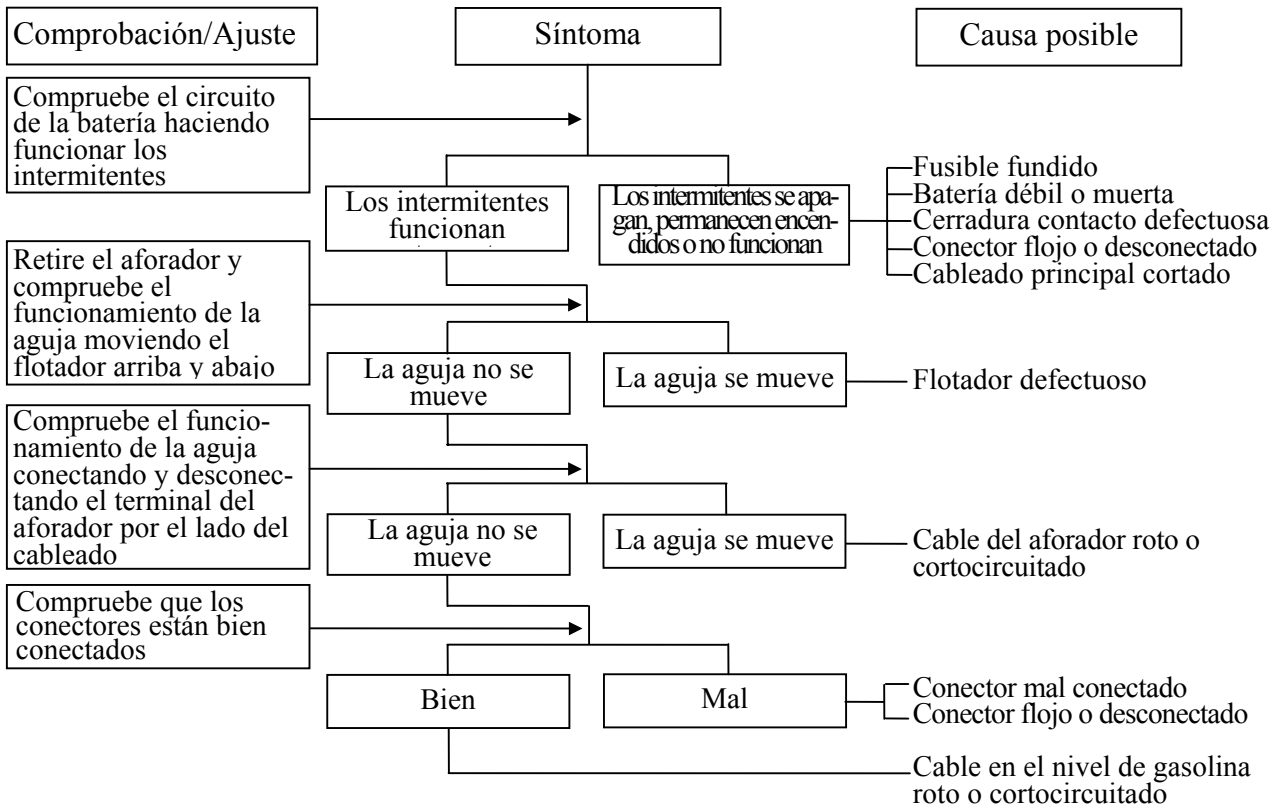 Comprobación/Ajuste
Síntoma
Causa posible
Compruebe el circuito
de la batería haciendo
funcionar los
intermitentes
Los intermitentes
funcionan
Los intermitentes se apa-
gan, permanecen encen-
didos o no funcionan
Fusible fundido
Batería débil o muerta
Cerradura contacto defectuosa
Conector flojo o desconectado
Cableado principal cortado
Retire el aforador y
compruebe el
funcionamiento de la
aguja moviendo el
flotador arriba y abajo
La aguja no se
mueve
La aguja se mueve
Flotador defectuoso
Compruebe el funcio-
namiento de la aguja
conectando y desconec-
tando el terminal del
aforador por el lado del
cableado
La aguja no se
mueve
La aguja se mueve
Cable del aforador roto o
cortocircuitado
Compruebe que los
conectores están bien
conectados
Bien
Mal
Conector mal conectado
Conector flojo o desconectado
Cable en el nivel de gasolina
roto o cortocircuitado